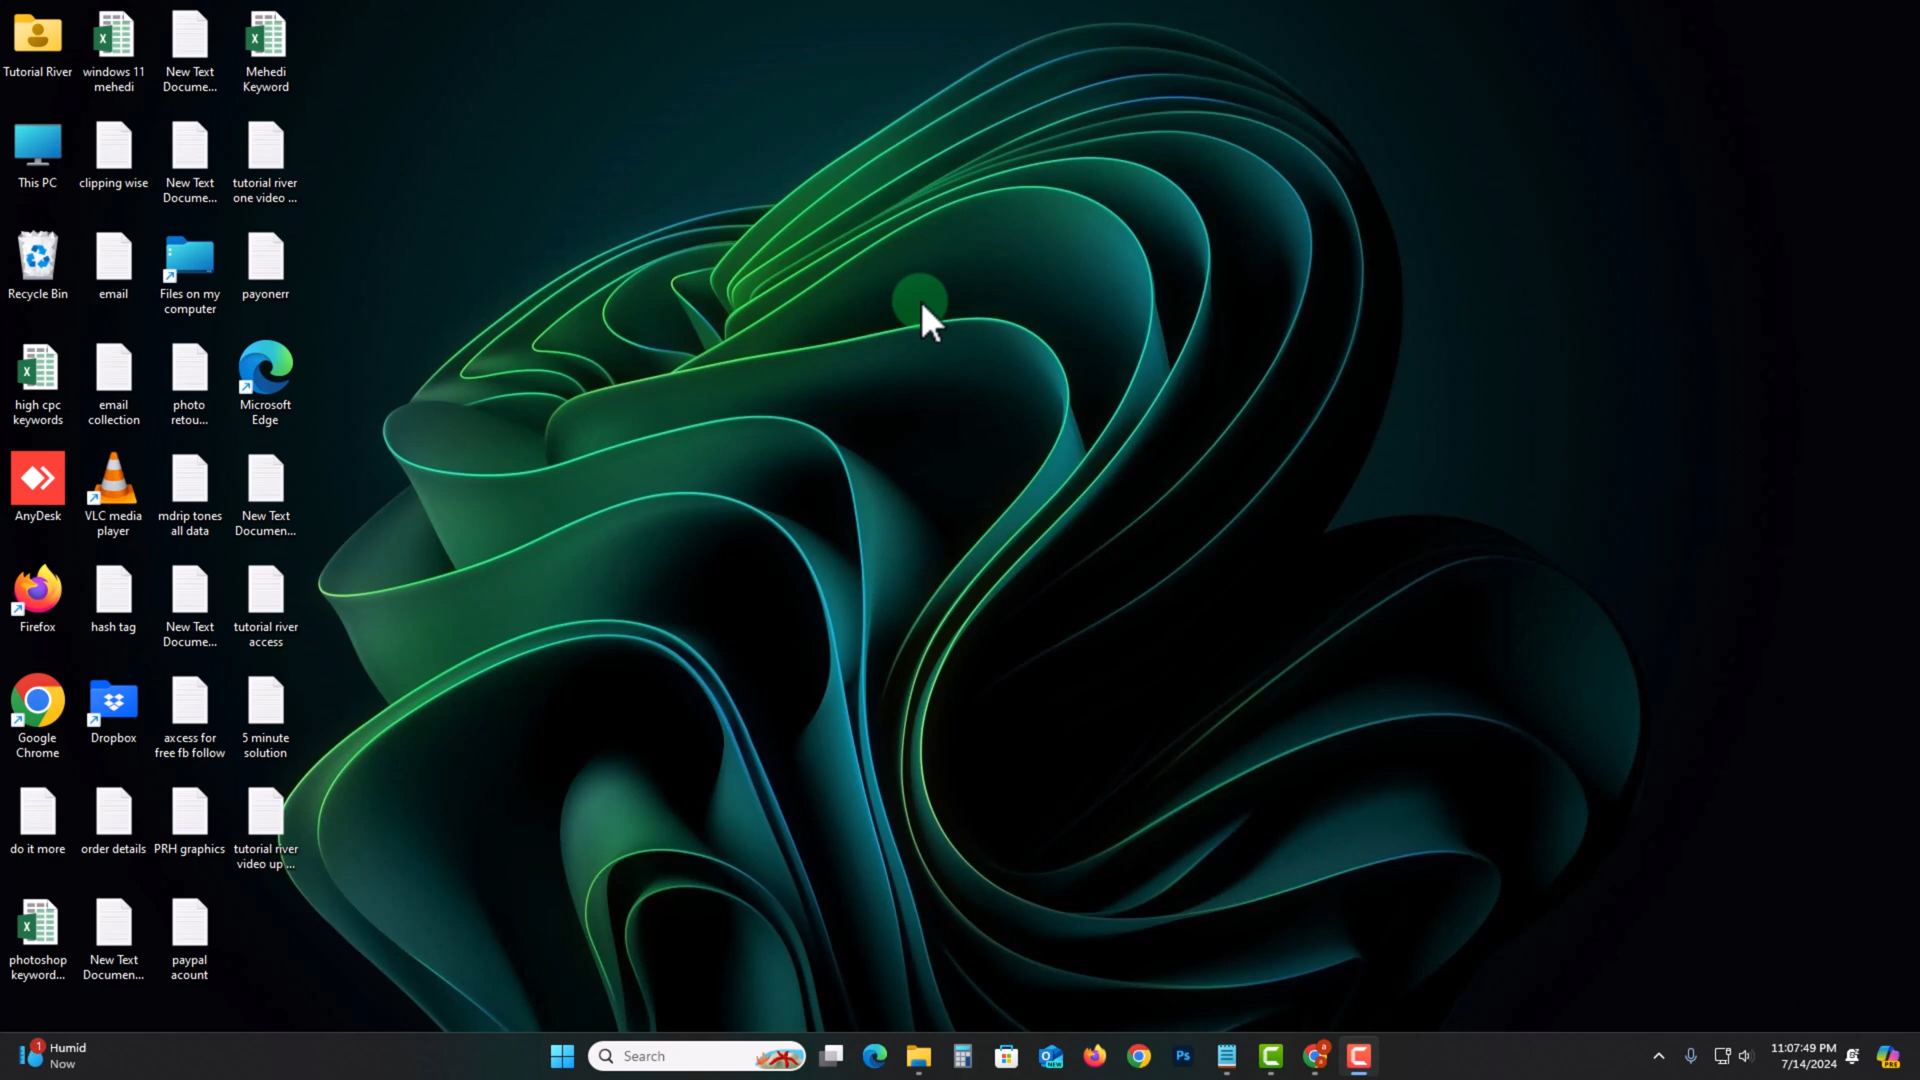 Tutorial River
windows 11
mehedi
New Text
Docume...
Mehedi
Keyword
This PC
clipping wise
New Text
Docume...
tutorial river
one video ...
Recycle Bin
email
Files on my
computer
payonerr
high cpc
keywords
email
collection
photo
retou...
Microsoft
Edge
AnyDesk
VLC media
player
mdrip tones
all data
New Text
Documen...
Firefox
hash tag
New Text
Docume...
tutorial river
access
Google
Chrome
Dropbox
axcess for
free fb follow
5 minute
solution
do it more
order details
PRH graphics
tutorial river
video up ...
photoshop
keyword...
New Text
Documen...
paypal
acount
1
Humid
Now
Search
NEW
Ps
a
a
11:07:49 PM
7/14/2024
PRE